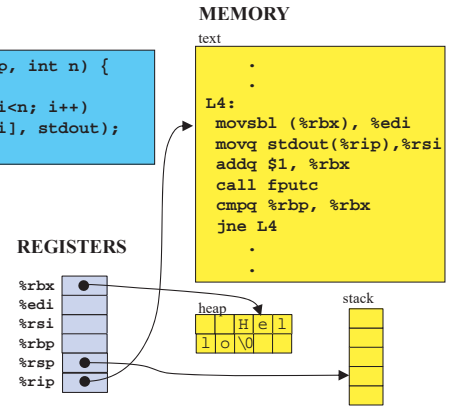 MEMORY
text
p, int n) {
i<n; i++)
i], stdout);
.
.
L4:
movsbl (%rbx), %edi
movq stdout(%rip),%rsi
addq $1, %rbx
call fputc
cmpq %rbp, %rbx
jne L4
.
.
REGISTERS
%rbx
%edi
%rsi
%rbp
%rsp
%rip
heap
H e l
l o \0
stack